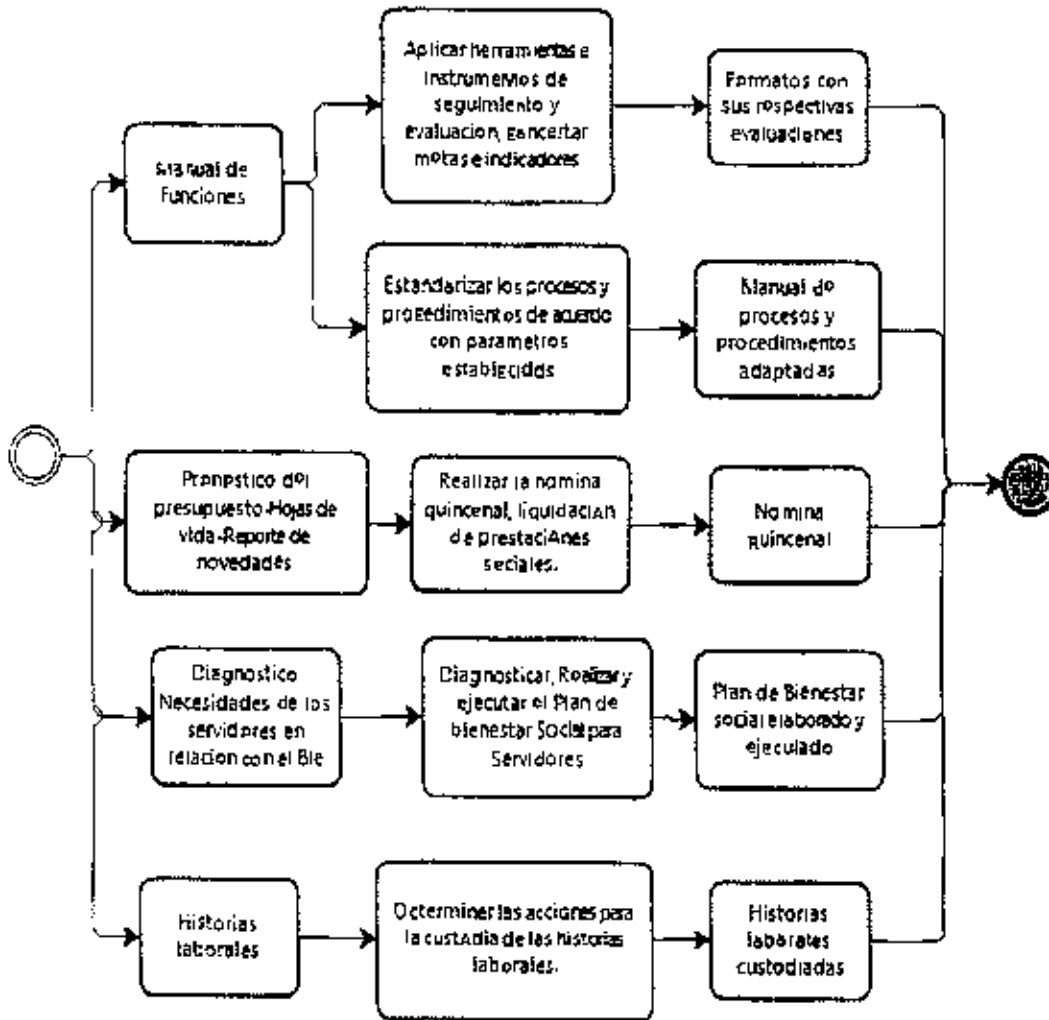 Manual de
Funciones
Aplicar herramientas e
instrumentos de
seguimiento y
evaluacion, concertar
metas e indicadores
Formatos con
sus respectivas
evaluaciones
Estandarizar los procesos y
procedimientos de acuerdo
con parametros
establecidos
Manual de
procesos y
procedimientos
adaptadas
Pronostico del
presupuesto-Hojas de
vida-Reporte de
novedades
Realizar la nomina
quincenal, liquidacion
de prestaciones
sociales.
Nomina
Quincenal
Diagnostico
Necesidades de los
servidores en
relacion con el Bie
Diagnosticar, Realizar y
ejecutar el Plan de
bienestar Social para
Servidores
Plan de Bienestar
social elaborado y
ejecutado
Historias
laborales
Determinar las acciones para
la custodia de las historias
laborales.
Historias
laborales
custodiadas